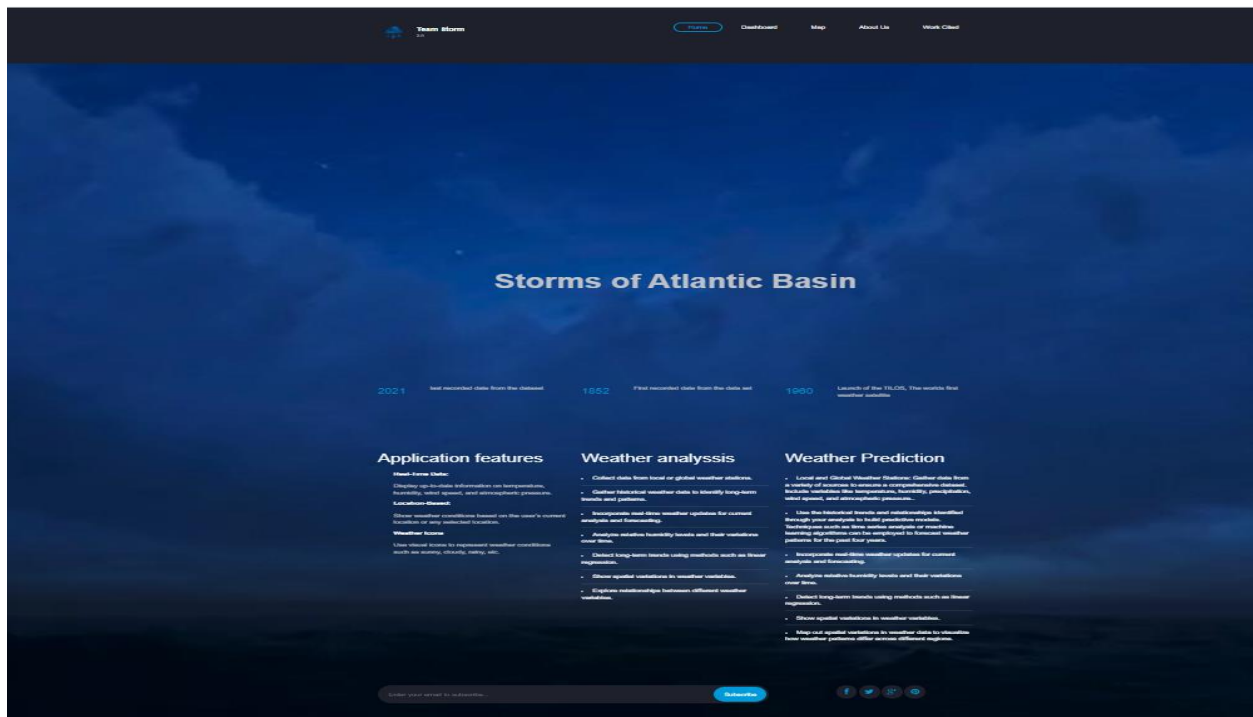 Team Storm
Home Dashboard Map About Us Work Cited
Storms of Atlantic Basin
2021 last recorded date from the dataset
1852 First recorded date from the data set
1960 Launch of the TILOS, The worlds first
weather satellite
Application features
Real-time Data:
Display up-to-date information on temperature,
humidity, wind speed, and atmospheric pressure.
Location-Based:
Show weather conditions based on the user's current
location or any selected location.
Weather Icons
Use visual icons to represent weather conditions
such as sunny, cloudy, rainy, etc.
Weather analyssis
• Collect data from local or global weather stations.
• Gather historical weather data to identify long-term
trends and patterns.
• Incorporate real-time weather updates for current
analysis and forecasting.
• Analyze relative humidity levels and their variations
over time.
• Detect long-term trends using methods such as linear
regression.
• Show spatial variations in weather variables.
• Explore relationships between different weather
variables.
Weather Prediction
• Local and Global Weather Stations: Gather data from
a variety of sources to ensure a comprehensive dataset.
Include variables like temperature, humidity, precipitation,
wind speed, and atmospheric pressure..
• Use the historical trends and relationships identified
through your analysis to build predictive models.
Techniques such as time series analysis or machine
learning algorithms can be employed to forecast weather
patterns for the past four years.
• Incorporate real-time weather updates for current
analysis and forecasting.
• Analyze relative humidity levels and their variations
over time.
• Detect long-term trends using methods such as linear
regression.
• Show spatial variations in weather variables.
• Map out spatial variations in weather data to visualize
how weather patterns differ across different regions.
Enter your email to subscribe... Subscribe